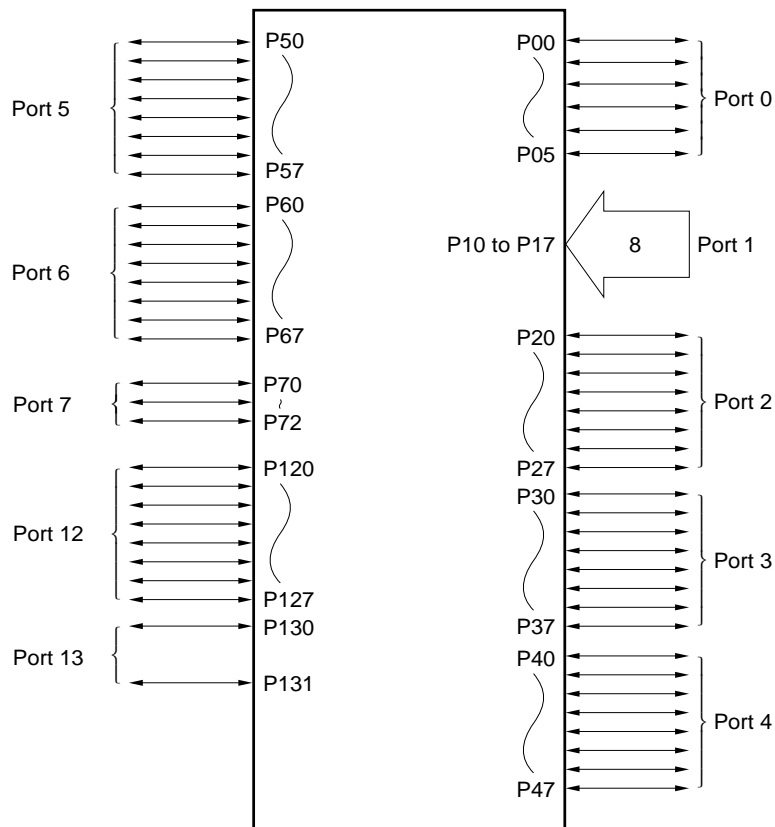 Port 5
P50
P57
Port 6
P60
P67
Port 7
P70
P72
Port 12
P120
P127
Port 13
P130
P131
P00
P05
Port 0
P10 to P17
8
Port 1
P20
P27
Port 2
P30
P37
Port 3
P40
P47
Port 4